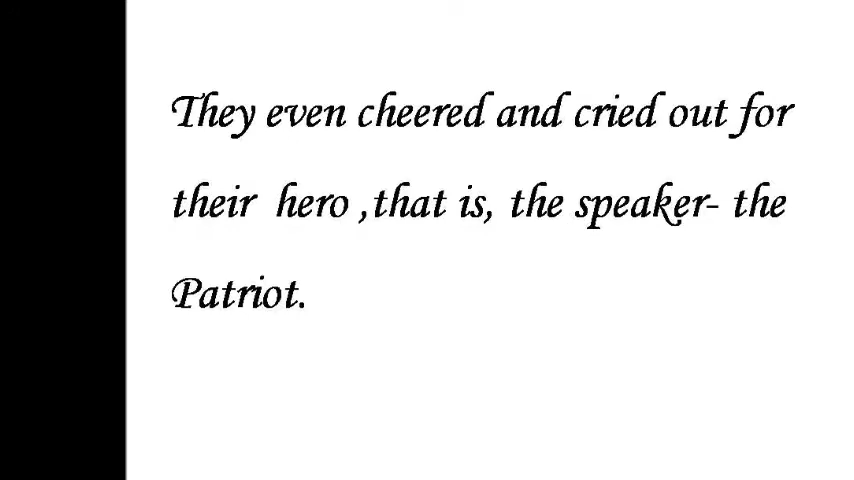 They even cheered and cried out for
their hero ,that is, the speaker- the
Patriot.